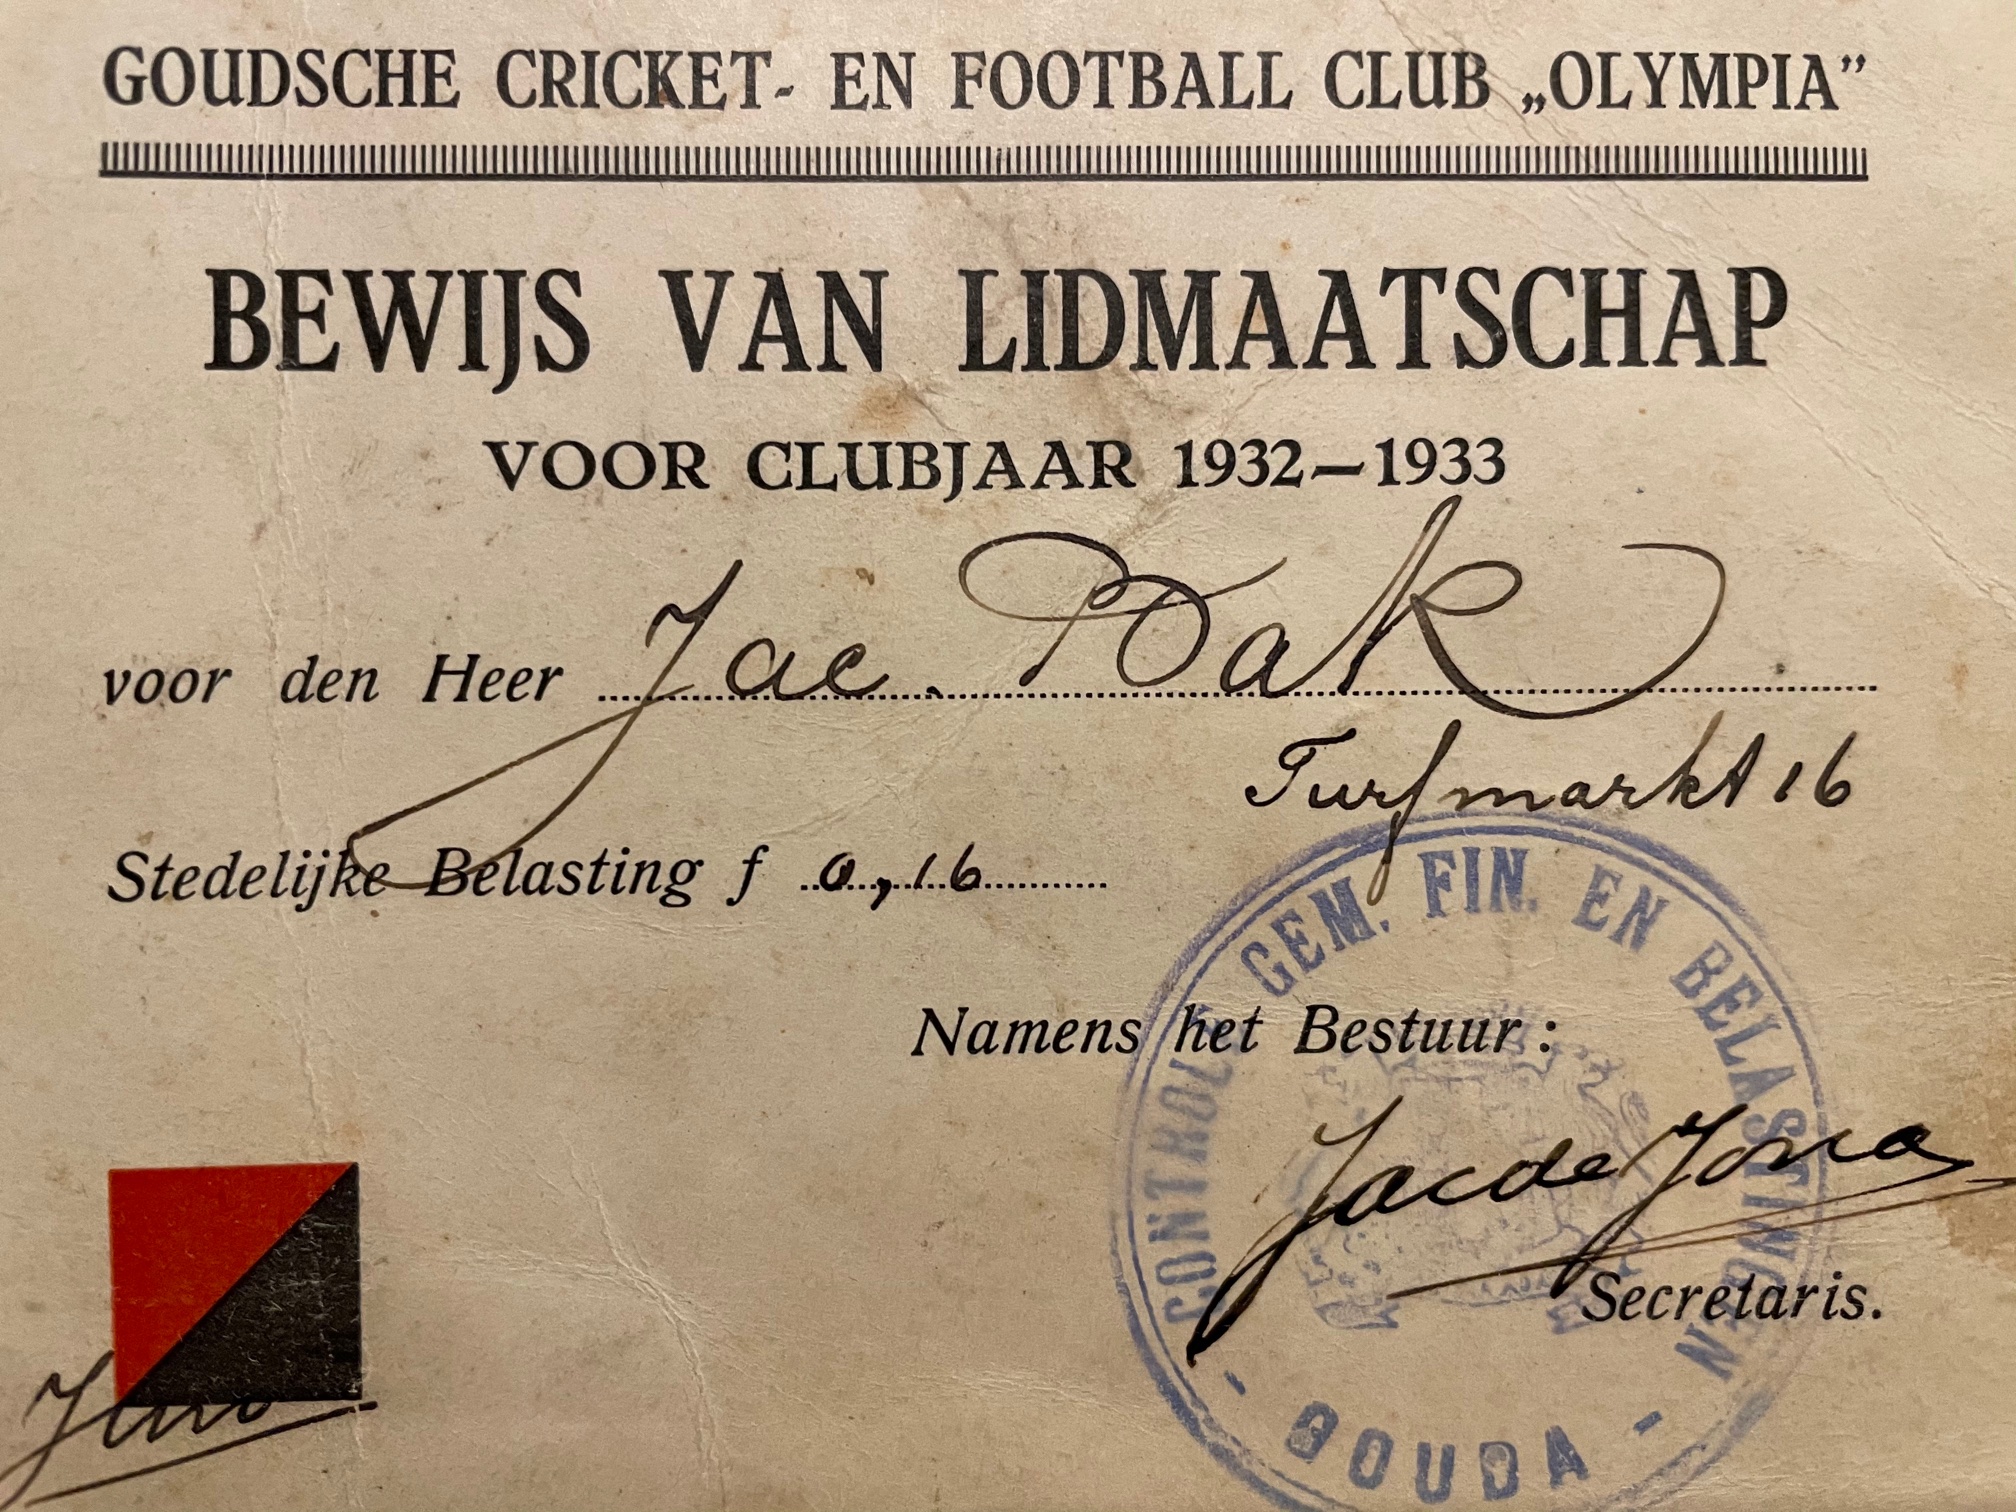 GOUDSCHE CRICKET- EN FOOTBALL CLUB „OLYMPIA”
BEWIJS VAN LIDMAATSCHAP
VOOR CLUBJAAR 1932—1933
voor den Heer Jac. Bak
Turfmarkt 16
Stedelijke Belasting f 0,16
Namens het Bestuur :
Jac de Jong
Secretaris.
CONTROLE GEM. FIN. EN BELASTINGEN
- GOUDA -